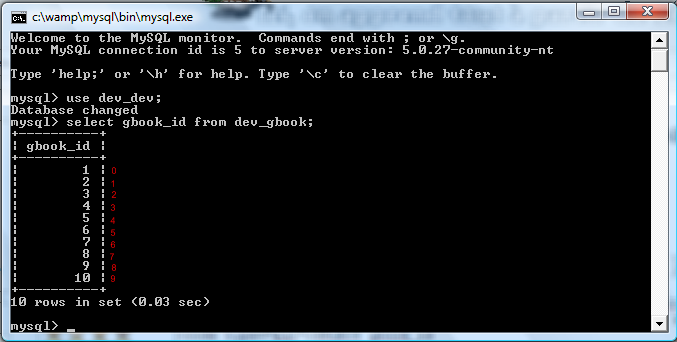 c:\wamp\mysql\bin\mysql.exe
Welcome to the MySQL monitor.  Commands end with ; or \g.
Your MySQL connection id is 5 to server version: 5.0.27-community-nt
Type 'help;' or '\h' for help. Type '\c' to clear the buffer.
mysql> use dev_dev;
Database changed
mysql> select gbook_id from dev_gbook;
+----------+
¦ gbook_id ¦
+----------+
¦        1 ¦ 0
¦        2 ¦ 1
¦        3 ¦ 2
¦        4 ¦ 3
¦        5 ¦ 4
¦        6 ¦ 5
¦        7 ¦ 6
¦        8 ¦ 7
¦        9 ¦ 8
¦       10 ¦ 9
+----------+
10 rows in set (0.03 sec)
mysql> _